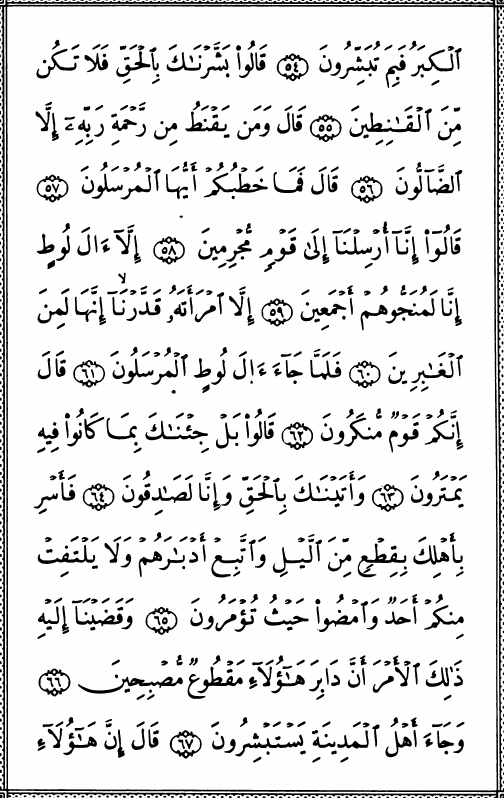 ٱلْكِبَرُ فَبِمَ تُبَشِّرُونَ ۝٥٤ قَالُوا۟ بَشَّرْنَـٰكَ بِٱلْحَقِّ فَلَا تَكُن
مِّنَ ٱلْقَـٰنِطِينَ ۝٥٥ قَالَ وَمَن يَقْنَطُ مِن رَّحْمَةِ رَبِّهِۦٓ إِلَّا
ٱلضَّآلُّونَ ۝٥٦ قَالَ فَمَا خَطْبُكُمْ أَيُّهَا ٱلْمُرْسَلُونَ ۝٥٧
قَالُوٓا۟ إِنَّآ أُرْسِلْنَآ إِلَىٰ قَوْمٍ مُّجْرِمِينَ ۝٥٨ إِلَّآ ءَالَ لُوطٍ
إِنَّا لَمُنَجُّوهُمْ أَجْمَعِينَ ۝٥٩ إِلَّا ٱمْرَأَتَهُۥ قَدَّرْنَآ ۙ إِنَّهَا لَمِنَ
ٱلْغَـٰبِرِينَ ۝٦٠ فَلَمَّا جَآءَ ءَالَ لُوطٍ ٱلْمُرْسَلُونَ ۝٦١ قَالَ
إِنَّكُمْ قَوْمٌ مُّنكَرُونَ ۝٦٢ قَالُوا۟ بَلْ جِئْنَـٰكَ بِمَا كَانُوا۟ فِيهِ
يَمْتَرُونَ ۝٦٣ وَأَتَيْنَـٰكَ بِٱلْحَقِّ وَإِنَّا لَصَـٰدِقُونَ ۝٦٤ فَأَسْرِ
بِأَهْلِكَ بِقِطْعٍ مِّنَ ٱلَّيْلِ وَٱتَّبِعْ أَدْبَـٰرَهُمْ وَلَا يَلْتَفِتْ
مِنكُمْ أَحَدٌ وَٱمْضُوا۟ حَيْثُ تُؤْمَرُونَ ۝٦٥ وَقَضَيْنَآ إِلَيْهِ
ذَٰلِكَ ٱلْأَمْرَ أَنَّ دَابِرَ هَـٰٓؤُلَآءِ مَقْطُوعٌ مُّصْبِحِينَ ۝٦٦
وَجَآءَ أَهْلُ ٱلْمَدِينَةِ يَسْتَبْشِرُونَ ۝٦٧ قَالَ إِنَّ هَـٰٓؤُلَآءِ